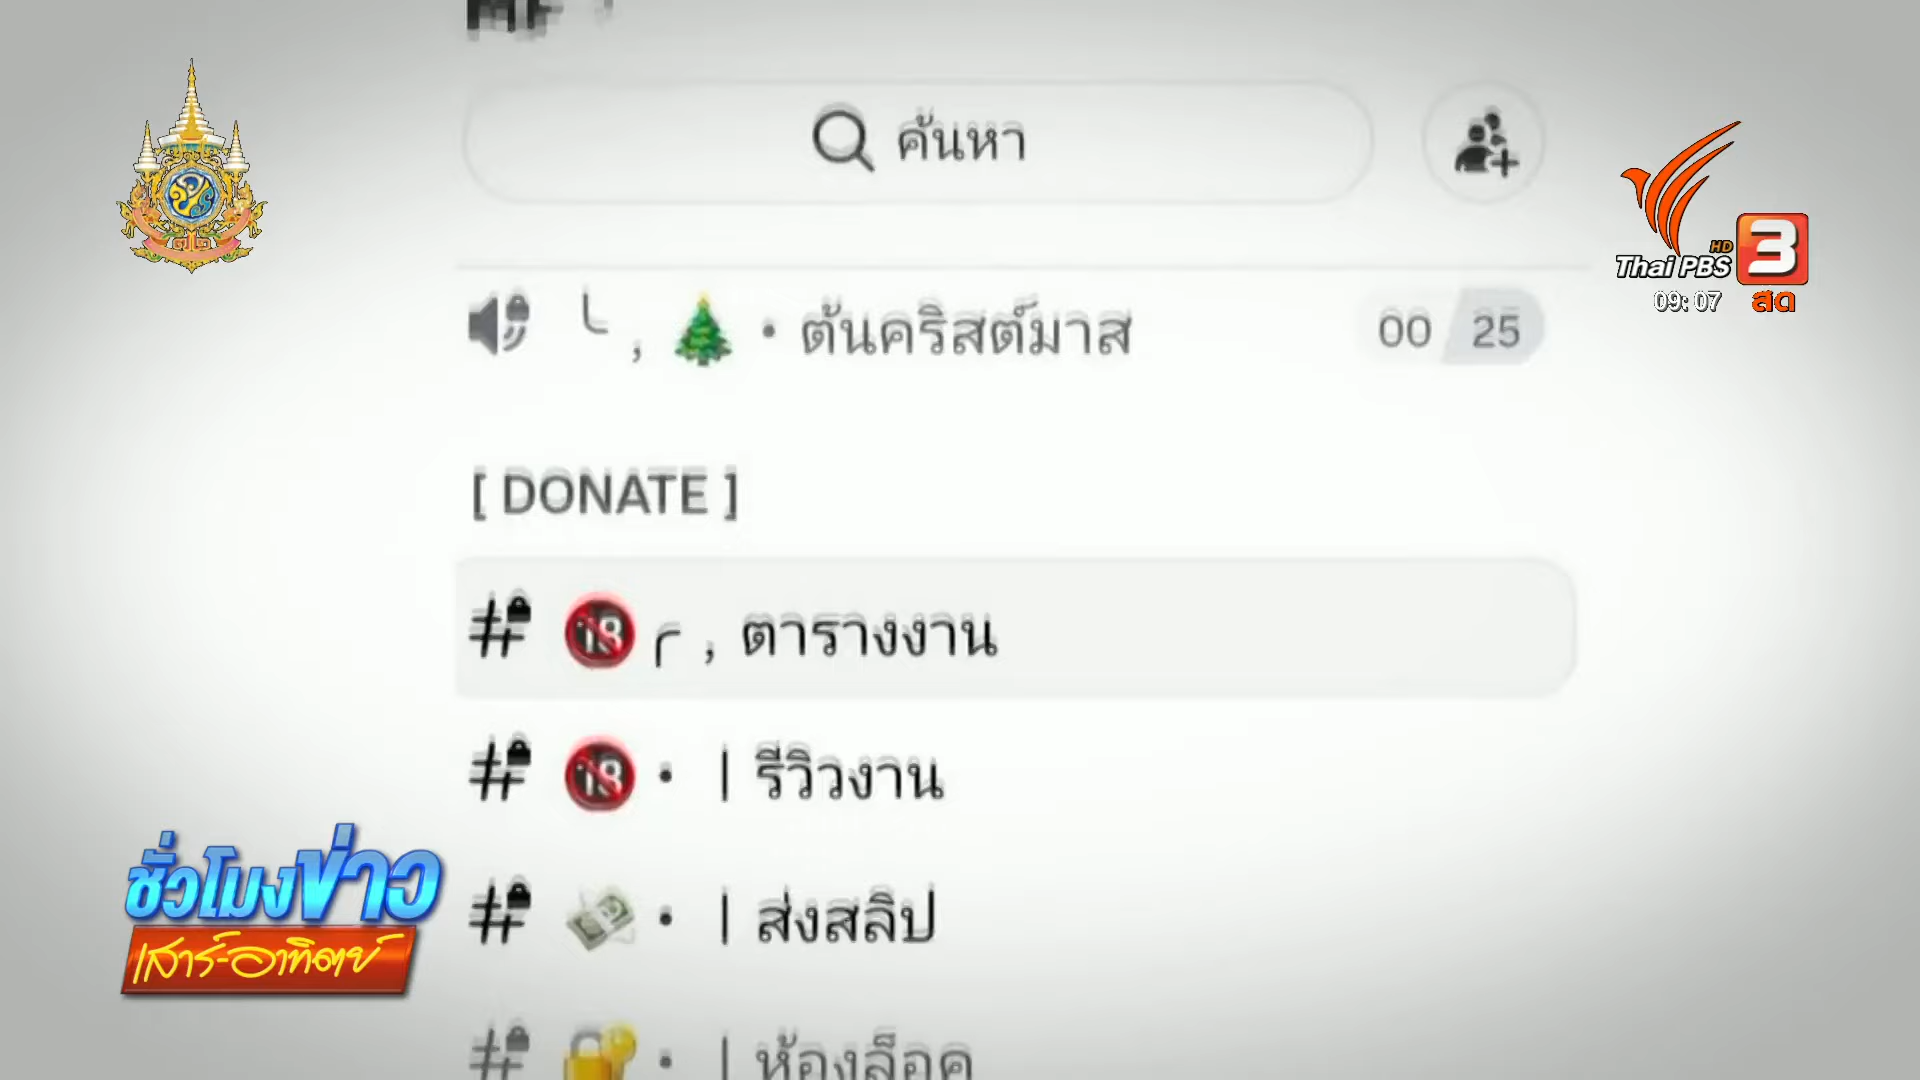 ค้นหา
HD
Thai PBS 3
09:07 สด
, 🎄 • ต้นคริสต์มาส 00 25
[ DONATE ]
# 🔞 , ตารางงาน
# 🔞 • | รีวิวงาน
# 💸 • | ส่งสลิป
# 🔐 • | ห้องล็อค
ชั่วโมงข่าว
เสาร์-อาทิตย์